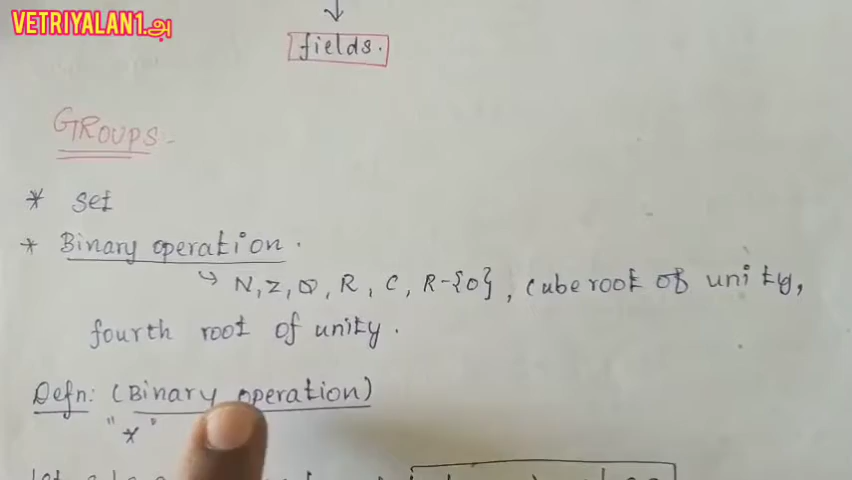 VETRIYALAN1.அ
fields.
GROUPS-
* set
* Binary operation.
↳ N, Z, Q, R, C, R-{0}, cube root of unity,
fourth root of unity.
Defn: (Binary operation)
"*"